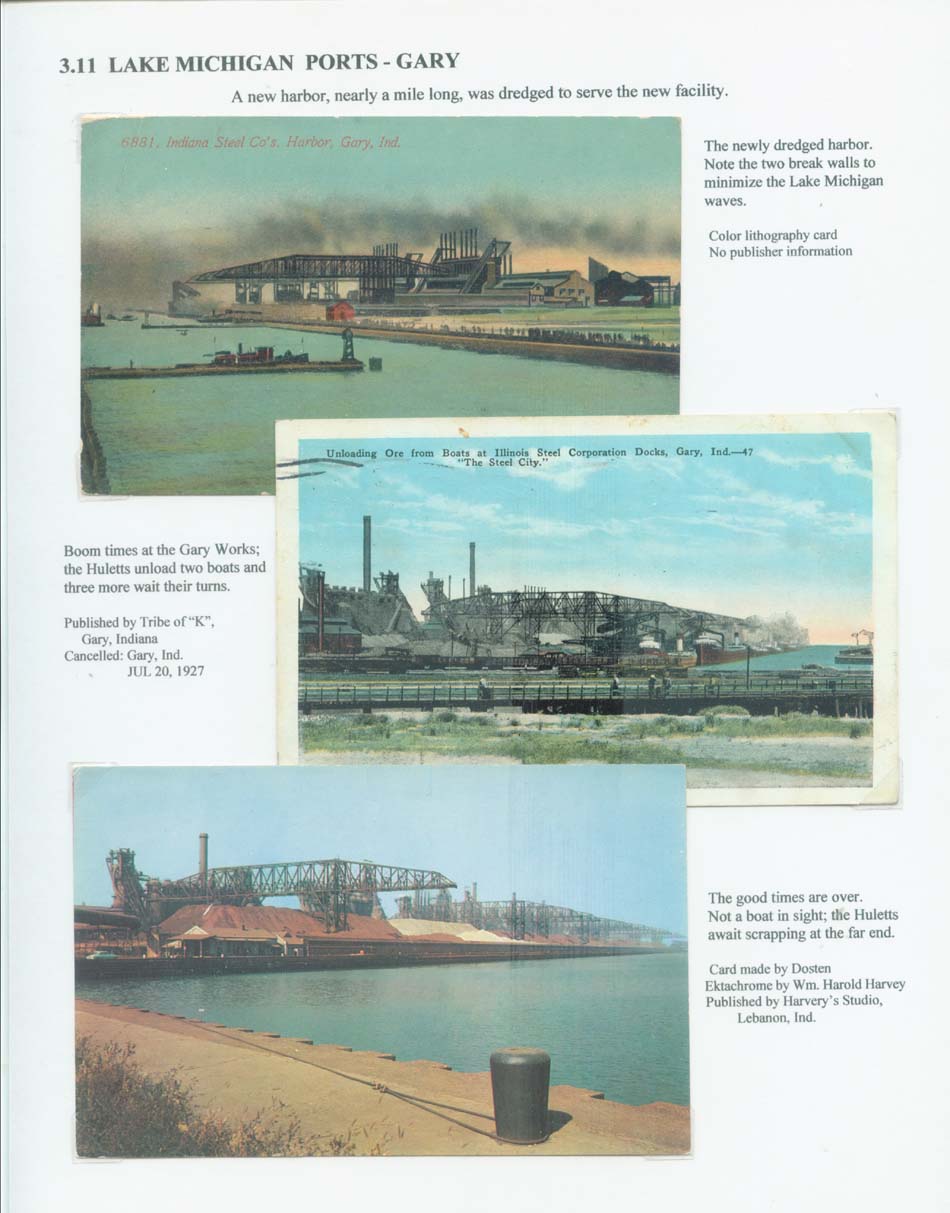 3.11 LAKE MICHIGAN PORTS - GARY
A new harbor, nearly a mile long, was dredged to serve the new facility.
6881. Indiana Steel Co's. Harbor, Gary, Ind.
The newly dredged harbor.
Note the two break walls to
minimize the Lake Michigan
waves.
Color lithography card
No publisher information
Unloading Ore from Boats at Illinois Steel Corporation Docks, Gary, Ind.—47
"The Steel City."
Boom times at the Gary Works;
the Huletts unload two boats and
three more wait their turns.
Published by Tribe of "K",
Gary, Indiana
Cancelled: Gary, Ind.
JUL 20, 1927
The good times are over.
Not a boat in sight; the Huletts
await scrapping at the far end.
Card made by Dosten
Ektachrome by Wm. Harold Harvey
Published by Harvery's Studio,
Lebanon, Ind.